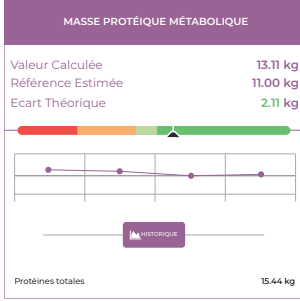 MASSE PROTÉIQUE MÉTABOLIQUE
Valeur Calculée 13.11 kg
Référence Estimée 11.00 kg
Ecart Théorique 2.11 kg
HISTORIQUE
Protéines totales 15.44 kg